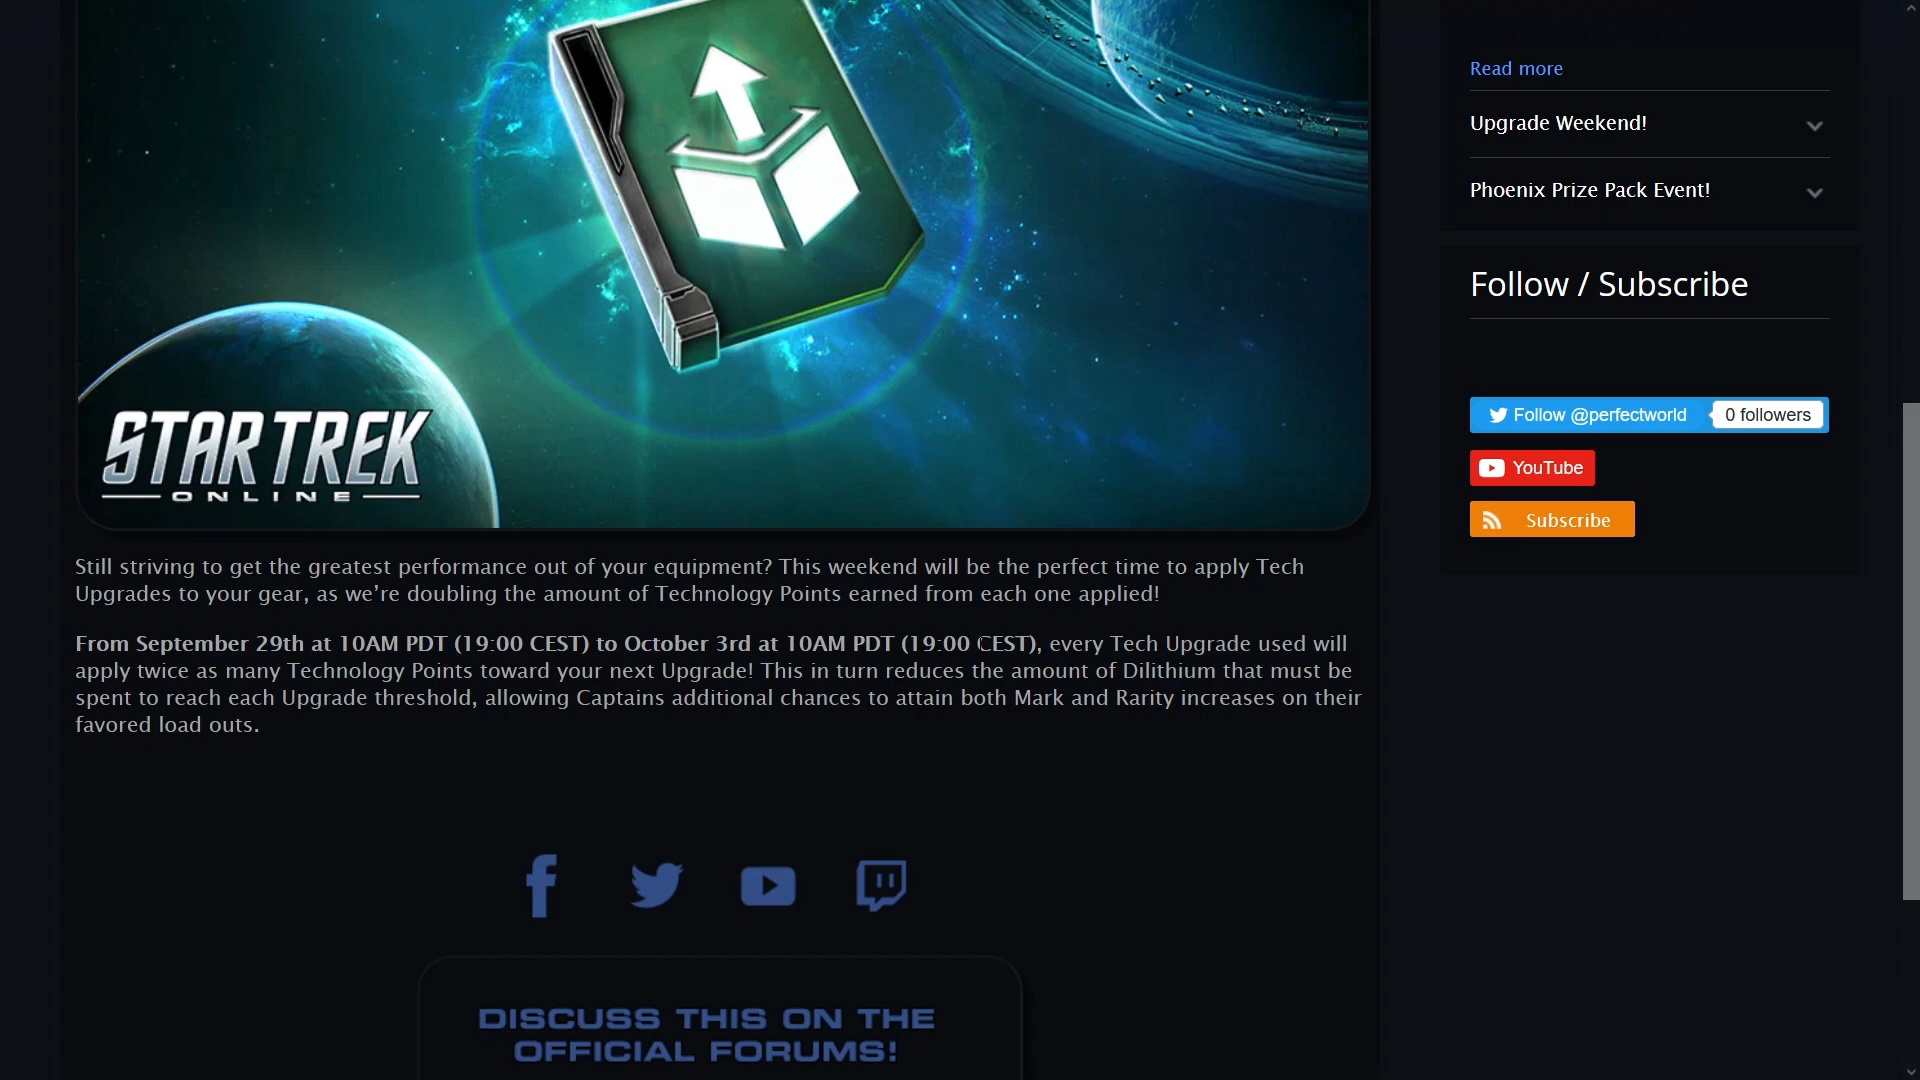 STAR TREK
ONLINE
Still striving to get the greatest performance out of your equipment? This weekend will be the perfect time to apply Tech
Upgrades to your gear, as we’re doubling the amount of Technology Points earned from each one applied!
From September 29th at 10AM PDT (19:00 CEST) to October 3rd at 10AM PDT (19:00 CEST), every Tech Upgrade used will
apply twice as many Technology Points toward your next Upgrade! This in turn reduces the amount of Dilithium that must be
spent to reach each Upgrade threshold, allowing Captains additional chances to attain both Mark and Rarity increases on their
favored load outs.
DISCUSS THIS ON THE
OFFICIAL FORUMS!
Read more
Upgrade Weekend!
Phoenix Prize Pack Event!
Follow / Subscribe
Follow @perfectworld 0 followers
YouTube
Subscribe